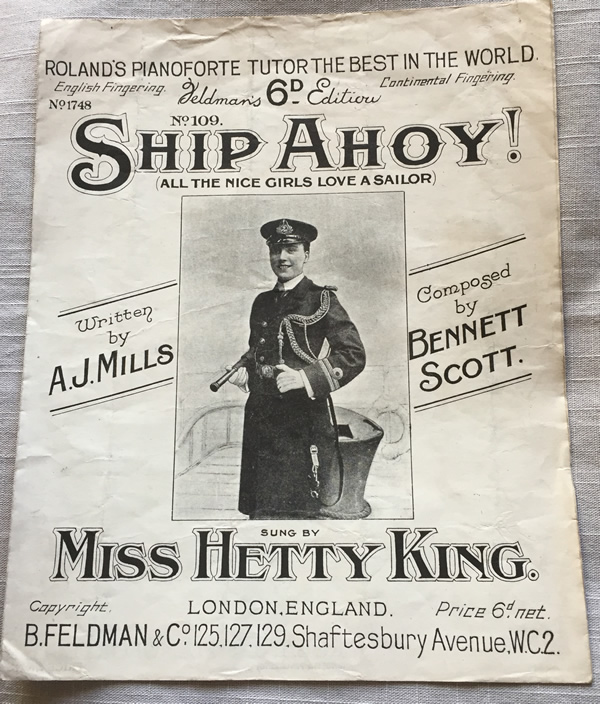 ROLAND'S PIANOFORTE TUTOR THE BEST IN THE WORLD.
English Fingering. Feldman's 6D Edition Continental Fingering.
No 1748
No 109.
SHIP AHOY!
(ALL THE NICE GIRLS LOVE A SAILOR)
Written
by
A.J. MILLS
Composed
by
BENNETT
SCOTT.
SUNG BY
MISS HETTY KING.
Copyright. LONDON, ENGLAND. Price 6d net.
B. FELDMAN & Co 125, 127, 129, Shaftesbury Avenue, W.C.2.